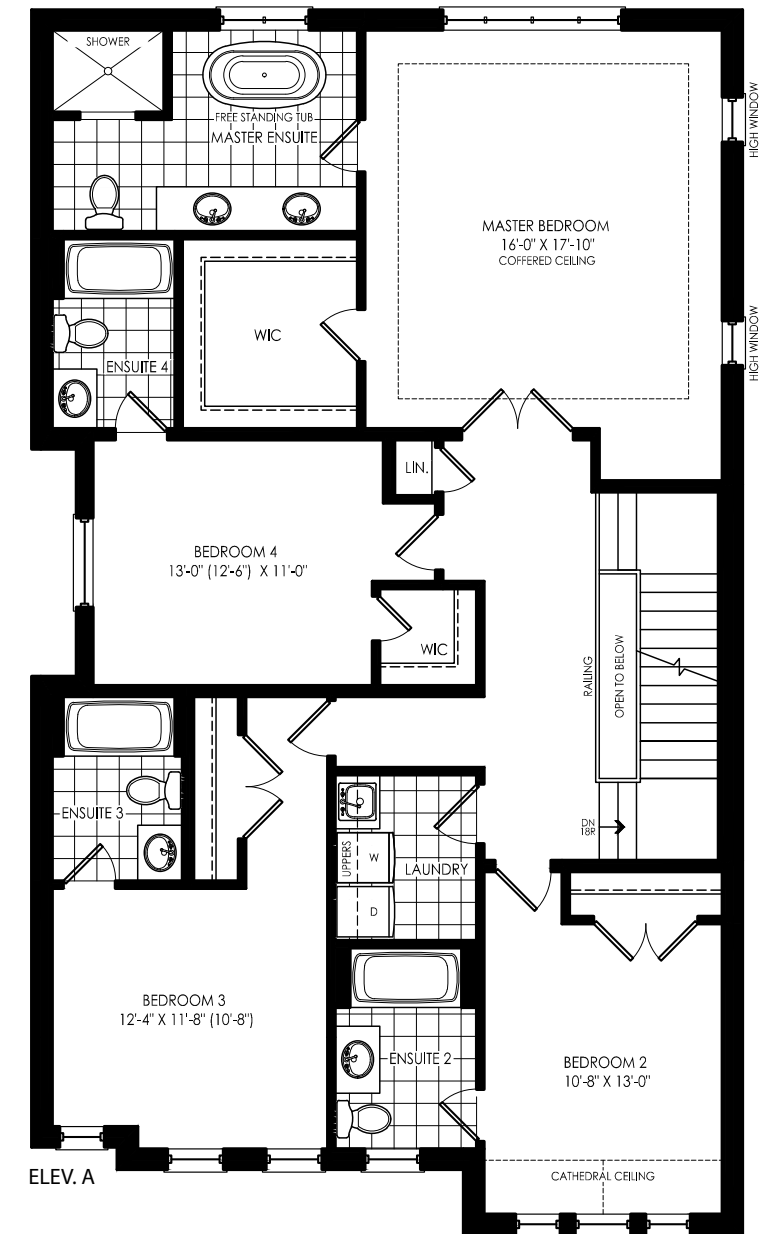 SHOWER
FREE STANDING TUB
MASTER ENSUITE
HIGH WINDOW
MASTER BEDROOM
16'-0" X 17'-10"
COFFERED CEILING
HIGH WINDOW
WIC
ENSUITE 4
LIN.
BEDROOM 4
13'-0" (12'-6") X 11'-0"
WIC
RAILING
OPEN TO BELOW
ENSUITE 3
DN
18R
UPPERS
W
LAUNDRY
D
BEDROOM 3
12'-4" X 11'-8" (10'-8")
ENSUITE 2
BEDROOM 2
10'-8" X 13'-0"
CATHEDRAL CEILING
ELEV. A